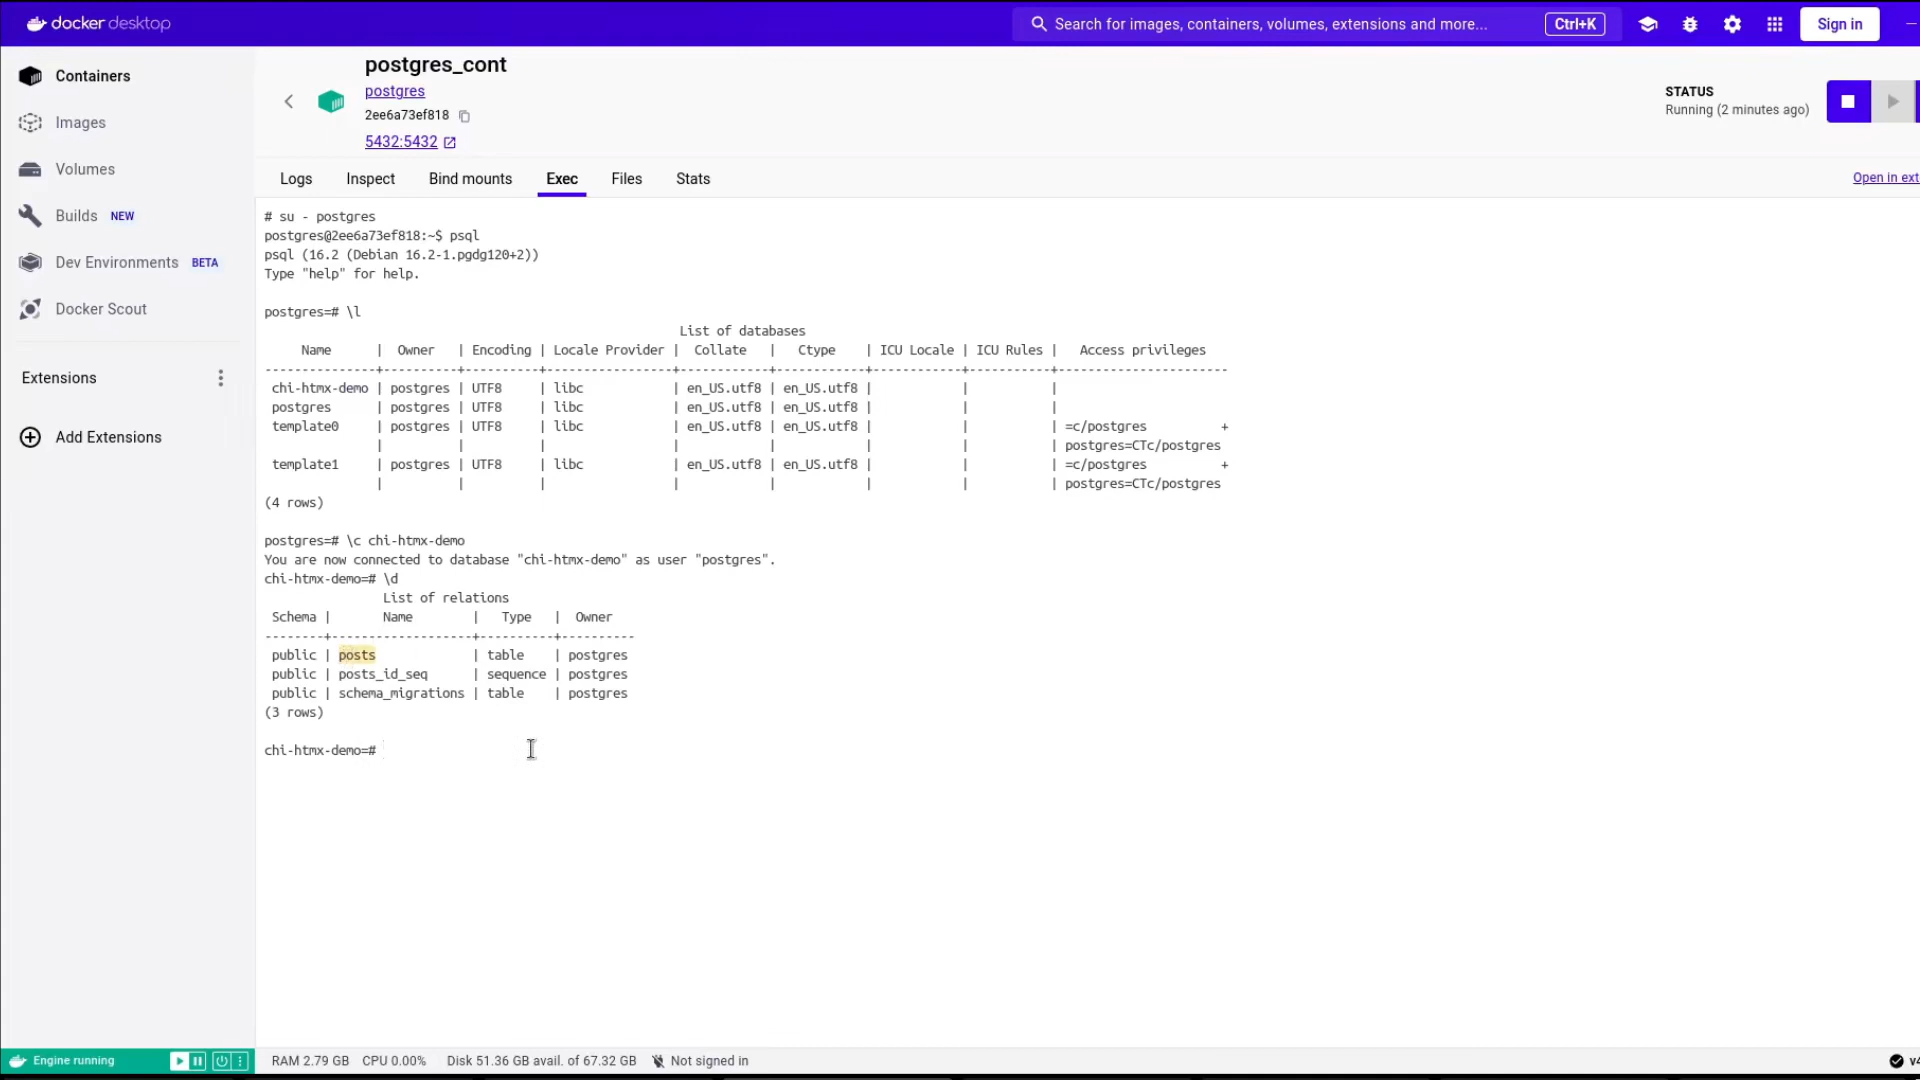 docker desktop
Search for images, containers, volumes, extensions and more...
Ctrl+K
Sign in
Containers
Images
Volumes
Builds NEW
Dev Environments BETA
Docker Scout
Extensions
Add Extensions
postgres_cont
postgres
2ee6a73ef818
5432:5432
STATUS
Running (2 minutes ago)
Logs Inspect Bind mounts Exec Files Stats
Open in ext
# su - postgres
postgres@2ee6a73ef818:~$ psql
psql (16.2 (Debian 16.2-1.pgdg120+2))
Type "help" for help.
postgres=# \l
List of databases
Name | Owner | Encoding | Locale Provider | Collate | Ctype | ICU Locale | ICU Rules | Access privileges
---------------+----------+----------+-----------------+------------+------------+------------+-----------+-----------------------
chi-htmx-demo | postgres | UTF8 | libc | en_US.utf8 | en_US.utf8 | | |
postgres | postgres | UTF8 | libc | en_US.utf8 | en_US.utf8 | | |
template0 | postgres | UTF8 | libc | en_US.utf8 | en_US.utf8 | | | =c/postgres +
| | | | | | | | postgres=CTc/postgres
template1 | postgres | UTF8 | libc | en_US.utf8 | en_US.utf8 | | | =c/postgres +
| | | | | | | | postgres=CTc/postgres
(4 rows)
postgres=# \c chi-htmx-demo
You are now connected to database "chi-htmx-demo" as user "postgres".
chi-htmx-demo=# \d
List of relations
Schema | Name | Type | Owner
--------+-------------------+----------+----------
public | posts | table | postgres
public | posts_id_seq | sequence | postgres
public | schema_migrations | table | postgres
(3 rows)
chi-htmx-demo=#
Engine running
RAM 2.79 GB CPU 0.00% Disk 51.36 GB avail. of 67.32 GB Not signed in
v4